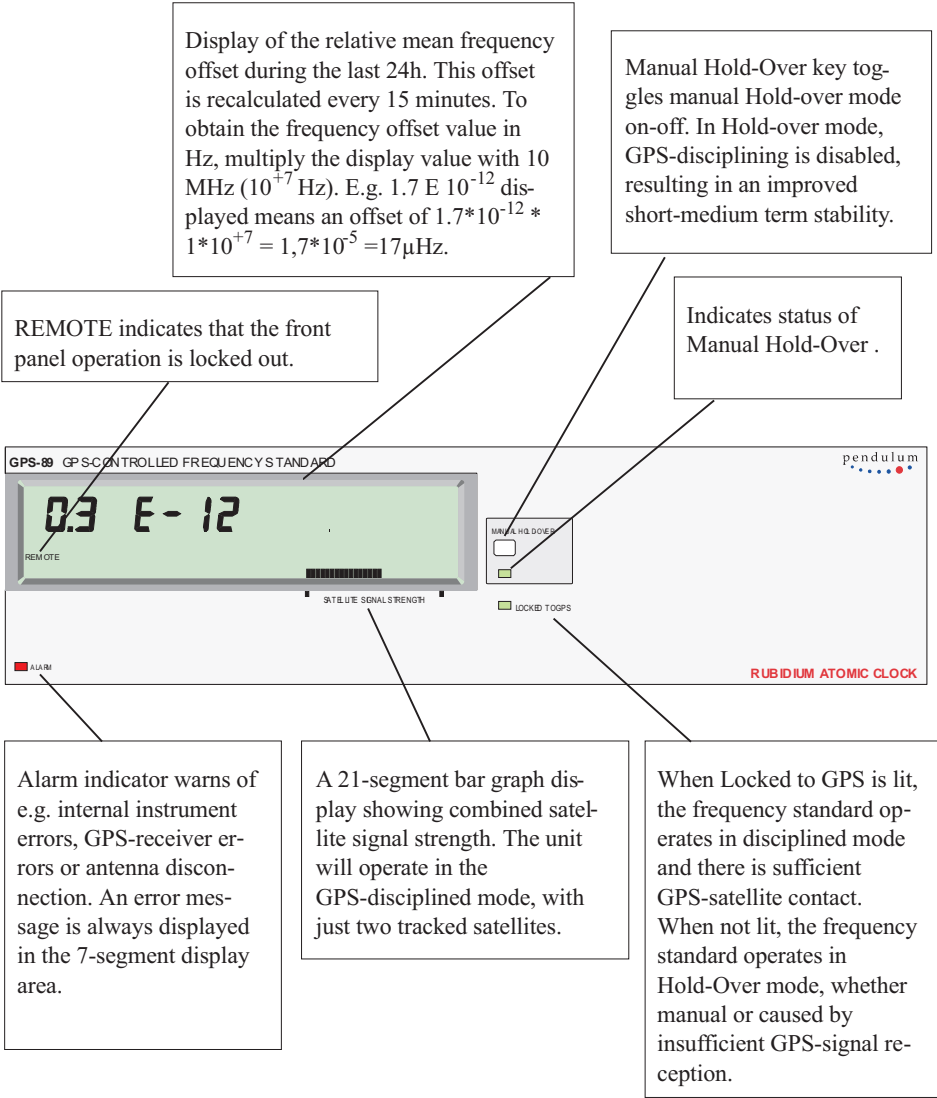 Display of the relative mean frequency
offset during the last 24h. This offset
is recalculated every 15 minutes. To
obtain the frequency offset value in
Hz, multiply the display value with 10
MHz (10+7 Hz). E.g. 1.7 E 10-12 dis-
played means an offset of 1.7*10-12 *
1*10+7 = 1,7*10-5 =17µHz.
Manual Hold-Over key tog-
gles manual Hold-over mode
on-off. In Hold-over mode,
GPS-disciplining is disabled,
resulting in an improved
short-medium term stability.
REMOTE indicates that the front
panel operation is locked out.
Indicates status of
Manual Hold-Over .
GPS-89 GPS-CONTROLLED FREQUENCY STANDARD
pendulum
0.3 E-12
REMOTE
MANUAL HOLDOVER
SATELLITE SIGNAL STRENGTH
LOCKED TO GPS
ALARM
RUBIDIUM ATOMIC CLOCK
Alarm indicator warns of
e.g. internal instrument
errors, GPS-receiver er-
rors or antenna discon-
nection. An error mes-
sage is always displayed
in the 7-segment display
area.
A 21-segment bar graph dis-
play showing combined satel-
lite signal strength. The unit
will operate in the
GPS-disciplined mode, with
just two tracked satellites.
When Locked to GPS is lit,
the frequency standard op-
erates in disciplined mode
and there is sufficient
GPS-satellite contact.
When not lit, the frequency
standard operates in
Hold-Over mode, whether
manual or caused by
insufficient GPS-signal re-
ception.